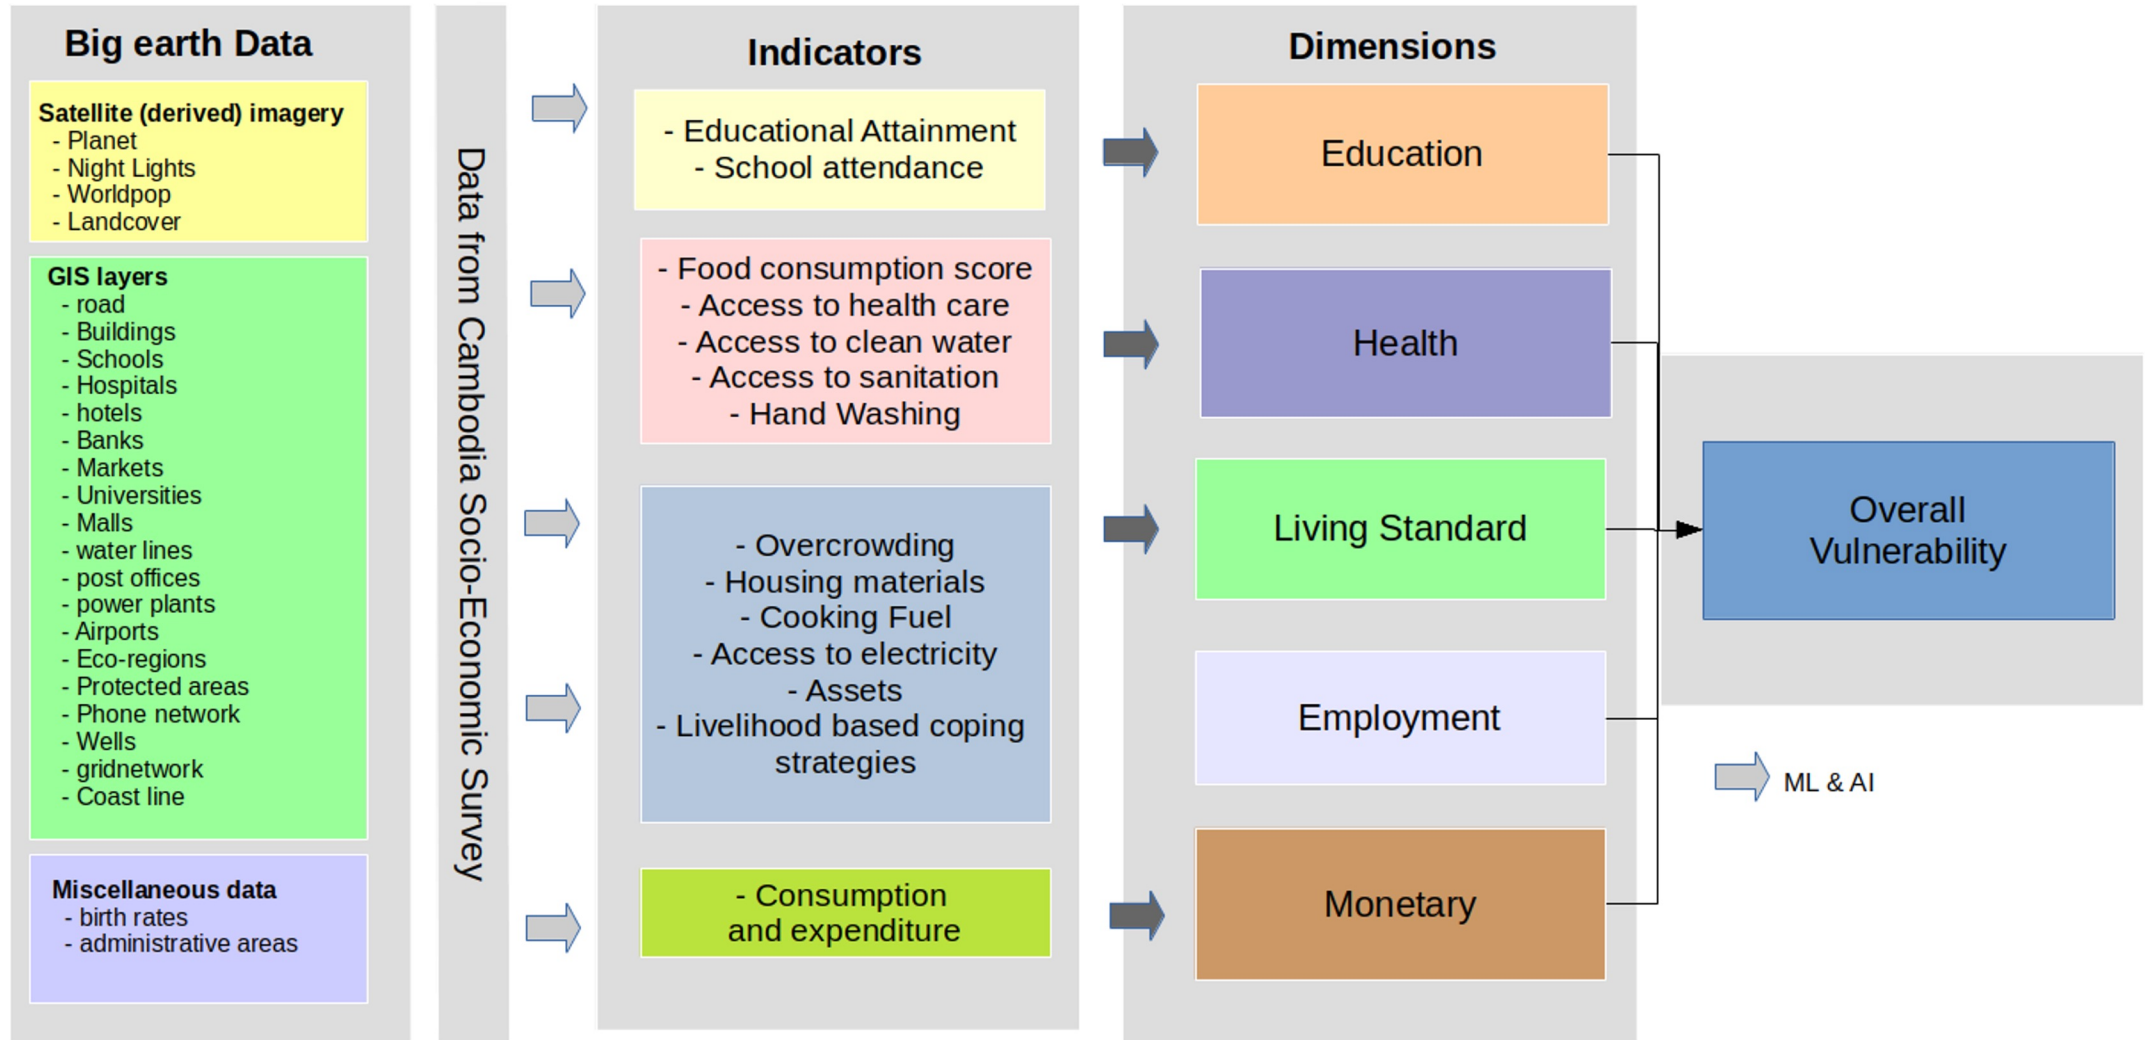 Big earth Data
Satellite (derived) imagery
- Planet
- Night Lights
- Worldpop
- Landcover
GIS layers
- road
- Buildings
- Schools
- Hospitals
- hotels
- Banks
- Markets
- Universities
- Malls
- water lines
- post offices
- power plants
- Airports
- Eco-regions
- Protected areas
- Phone network
- Wells
- gridnetwork
- Coast line
Miscellaneous data
- birth rates
- administrative areas
Data from Cambodia Socio-Economic Survey
Indicators
- Educational Attainment
- School attendance
- Food consumption score
- Access to health care
- Access to clean water
- Access to sanitation
- Hand Washing
- Overcrowding
- Housing materials
- Cooking Fuel
- Access to electricity
- Assets
- Livelihood based coping
strategies
- Consumption
and expenditure
Dimensions
Education
Health
Living Standard
Employment
Monetary
Overall
Vulnerability
ML & AI